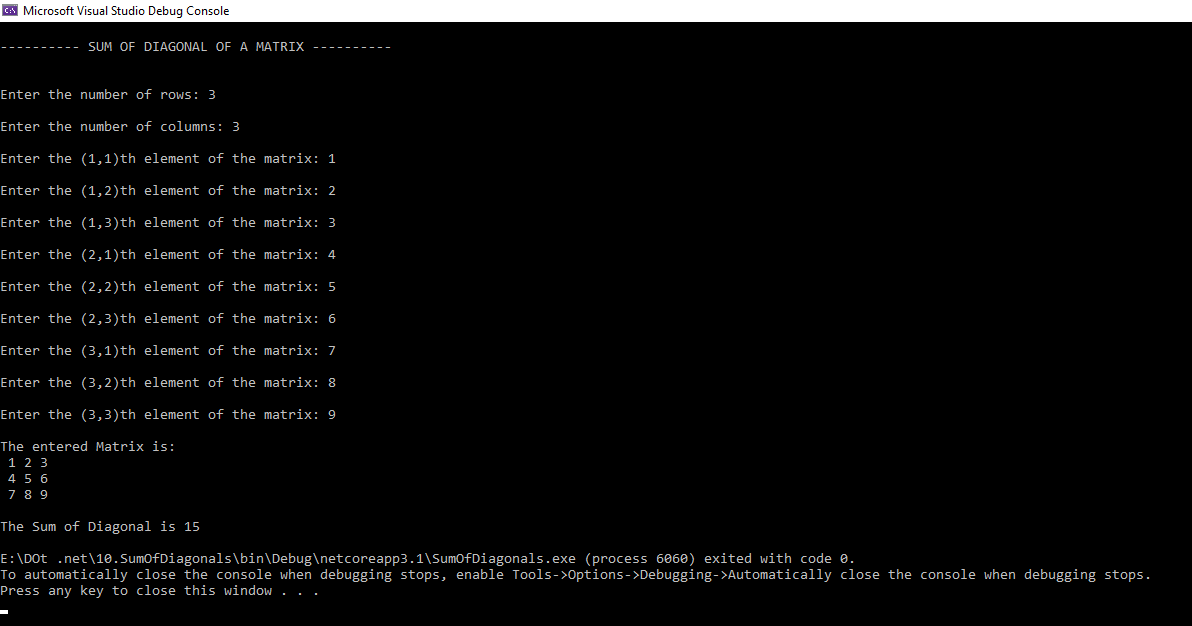 Microsoft Visual Studio Debug Console
---------- SUM OF DIAGONAL OF A MATRIX ----------
Enter the number of rows: 3
Enter the number of columns: 3
Enter the (1,1)th element of the matrix: 1
Enter the (1,2)th element of the matrix: 2
Enter the (1,3)th element of the matrix: 3
Enter the (2,1)th element of the matrix: 4
Enter the (2,2)th element of the matrix: 5
Enter the (2,3)th element of the matrix: 6
Enter the (3,1)th element of the matrix: 7
Enter the (3,2)th element of the matrix: 8
Enter the (3,3)th element of the matrix: 9
The entered Matrix is:
1 2 3
4 5 6
7 8 9
The Sum of Diagonal is 15
E:\DOt .net\10.SumOfDiagonals\bin\Debug\netcoreapp3.1\SumOfDiagonals.exe (process 6060) exited with code 0.
To automatically close the console when debugging stops, enable Tools->Options->Debugging->Automatically close the console when debugging stops.
Press any key to close this window . . .